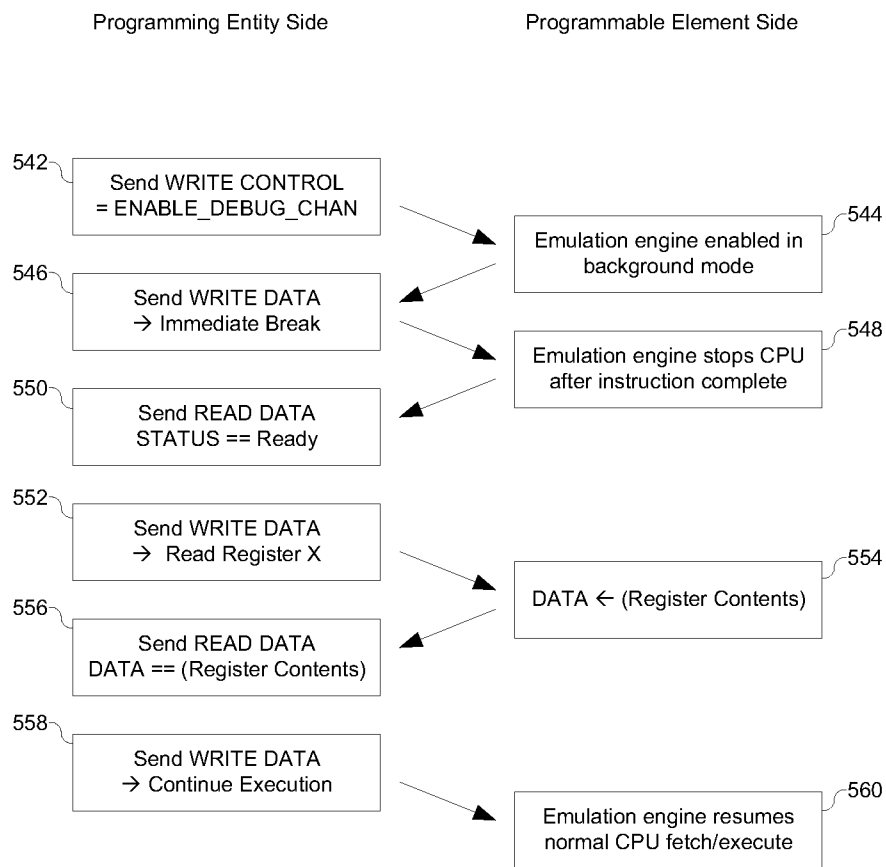 Programming Entity Side
Programmable Element Side
542
Send WRITE CONTROL
= ENABLE_DEBUG_CHAN
544
Emulation engine enabled in
background mode
546
Send WRITE DATA
→ Immediate Break
548
Emulation engine stops CPU
after instruction complete
550
Send READ DATA
STATUS == Ready
552
Send WRITE DATA
→ Read Register X
554
DATA ← (Register Contents)
556
Send READ DATA
DATA == (Register Contents)
558
Send WRITE DATA
→ Continue Execution
560
Emulation engine resumes
normal CPU fetch/execute